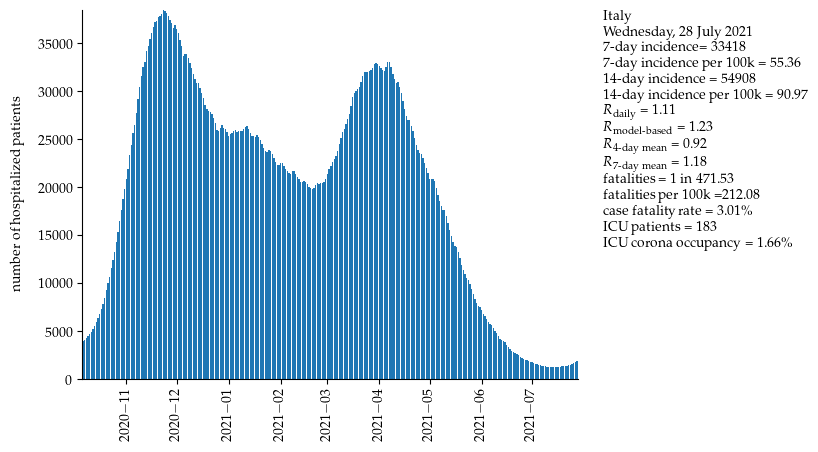 number of hospitalized patients
35000
30000
25000
20000
15000
10000
5000
0
2020−11
2020−12
2021−01
2021−02
2021−03
2021−04
2021−05
2021−06
2021−07
Italy
Wednesday, 28 July 2021
7-day incidence= 33418
7-day incidence per 100k = 55.36
14-day incidence = 54908
14-day incidence per 100k = 90.97
R daily = 1.11
R model-based = 1.23
R 4-day mean = 0.92
R 7-day mean = 1.18
fatalities = 1 in 471.53
fatalities per 100k =212.08
case fatality rate = 3.01%
ICU patients = 183
ICU corona occupancy = 1.66%